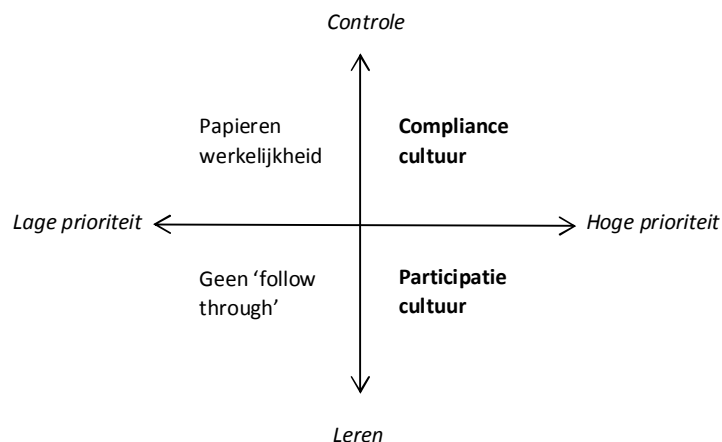 Controle
Papieren
werkelijkheid
Compliance
cultuur
Lage prioriteit
Hoge prioriteit
Geen ‘follow
through’
Participatie
cultuur
Leren